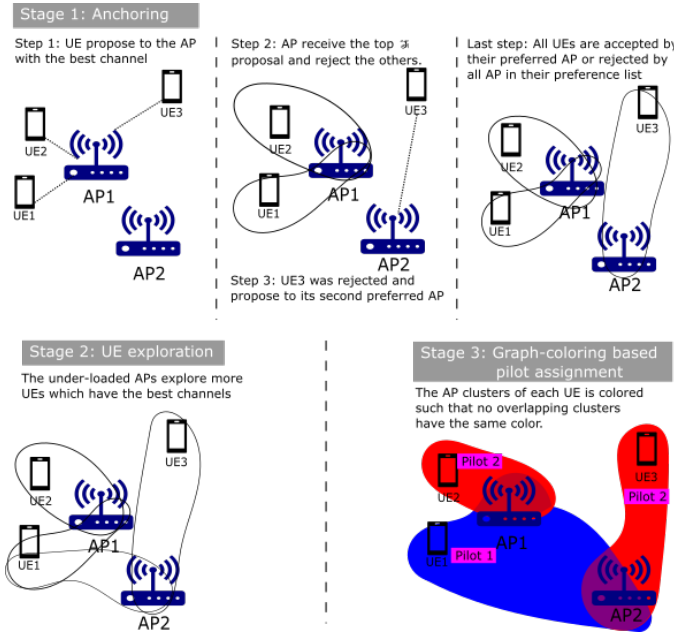 Stage 1: Anchoring
Step 1: UE propose to the AP
with the best channel
UE3
UE2
UE1
AP1
AP2
Step 2: AP receive the top
proposal and reject the others.
UE3
UE2
UE1
AP1
AP2
Step 3: UE3 was rejected and
propose to its second preferred AP
Last step: All UEs are accepted by
their preferred AP or rejected by
all AP in their preference list
UE3
UE2
UE1
AP1
AP2
Stage 2: UE exploration
The under-loaded APs explore more
UEs which have the best channels
UE3
UE2
UE1
AP1
AP2
Stage 3: Graph-coloring based
pilot assignment
The AP clusters of each UE is colored
such that no overlapping clusters
have the same color.
Pilot 2
UE3
UE2
Pilot 2
UE1
Pilot 1
AP1
AP2